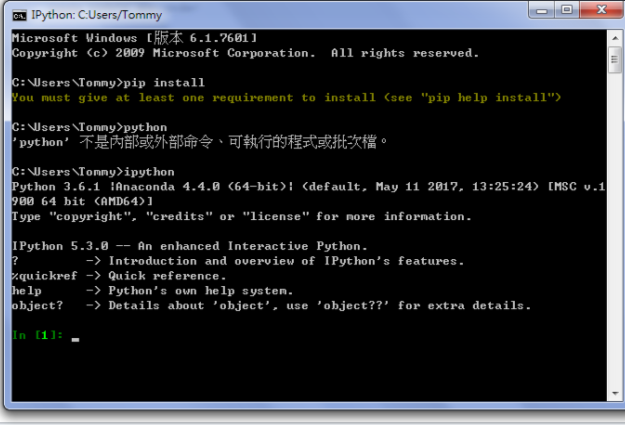 IPython: C:Users/Tommy
Microsoft Windows [版本 6.1.7601]
Copyright (c) 2009 Microsoft Corporation.  All rights reserved.
C:\Users\Tommy>pip install
You must give at least one requirement to install (see "pip help install")
C:\Users\Tommy>python
'python' 不是內部或外部命令、可執行的程式或批次檔。
C:\Users\Tommy>ipython
Python 3.6.1 |Anaconda 4.4.0 (64-bit)| (default, May 11 2017, 13:25:24) [MSC v.1
900 64 bit (AMD64)]
Type "copyright", "credits" or "license" for more information.
IPython 5.3.0 -- An enhanced Interactive Python.
?         -> Introduction and overview of IPython's features.
%quickref -> Quick reference.
help      -> Python's own help system.
object?   -> Details about 'object', use 'object??' for extra details.
In [1]: